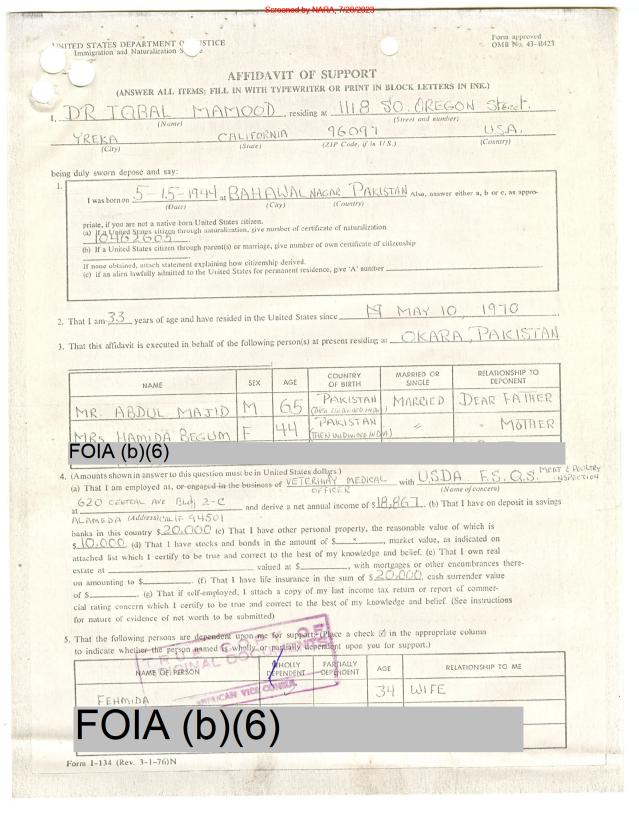 Screened by NARA, 7/20/2023
UNITED STATES DEPARTMENT OF JUSTICE
Immigration and Naturalization
Form approved
OMB No. 43-R423
AFFIDAVIT OF SUPPORT
(ANSWER ALL ITEMS; FILL IN WITH TYPEWRITER OR PRINT IN BLOCK LETTERS IN INK.)
I, DR IQBAL MAMOOD, residing at 1118 SO. OREGON Street.
(Name) (Street and number)
YREKA CALIFORNIA 96097 U.S.A.
(City) (State) (ZIP Code, if in U.S.) (Country)
being duly sworn depose and say:
1.
I was born on 5-15-1944 at BAHAWAL NAGAR PAKISTAN Also, answer either a, b or c, as appro-
(Date) (City) (Country)
priate, if you are not a native born United States citizen.
(a) If a United States citizen through naturalization, give number of certificate of naturalization
10462605
(b) If a United States citizen through parent(s) or marriage, give number of own certificate of citizenship
If none obtained, attach statement explaining how citizenship derived.
(c) If an alien lawfully admitted to the United States for permanent residence, give 'A' number
2. That I am 33 years of age and have resided in the United States since MAY 10, 1970
3. That this affidavit is executed in behalf of the following person(s) at present residing at OKARA, PAKISTAN
NAME SEX AGE COUNTRY OF BIRTH MARRIED OR SINGLE RELATIONSHIP TO DEPONENT
MR. ABDUL MAJID M 65 PAKISTAN (THEN UNDIVIDED INDIA) MARRIED DEAR FATHER
MRS HAMIDA BEGUM F 44 PAKISTAN (THEN UNDIVIDED INDIA) " " MOTHER
FOIA (b)(6)
4. (Amounts shown in answer to this question must be in United States dollars.)
(a) That I am employed as, or engaged in the business of VETERINAY MEDICAL OFFICER with USDA F.S.Q.S. MEAT & POULTRY INSPECTION
(Name of concern)
at 620 CENTRAL AVE Bldg 2-C and derive a net annual income of $18,867. (b) That I have on deposit in savings
ALAMEDA (Address) CALIF 94501
banks in this country $20,000 (c) That I have other personal property, the reasonable value of which is
$10,000. (d) That I have stocks and bonds in the amount of $ , market value, as indicated on
attached list which I certify to be true and correct to the best of my knowledge and belief. (e) That I own real
estate at valued at $ , with mortgages or other encumbrances there-
on amounting to $ (f) That I have life insurance in the sum of $20,000, cash surrender value
of $ . (g) That if self-employed, I attach a copy of my last income tax return or report of commer-
cial rating concern which I certify to be true and correct to the best of my knowledge and belief. (See instructions
for nature of evidence of net worth to be submitted)
5. That the following persons are dependent upon me for support: (Place a check ☑ in the appropriate column
to indicate whether the person named is wholly or partially dependent upon you for support.)
TRUE COPY OF
ORIGINAL DOCUMENT
AMERICAN VICE CONSUL
NAME OF PERSON WHOLLY DEPENDENT PARTIALLY DEPENDENT AGE RELATIONSHIP TO ME
FEHMIDA 34 WIFE
FOIA (b)(6)
Form I-134 (Rev. 3-1-76)N